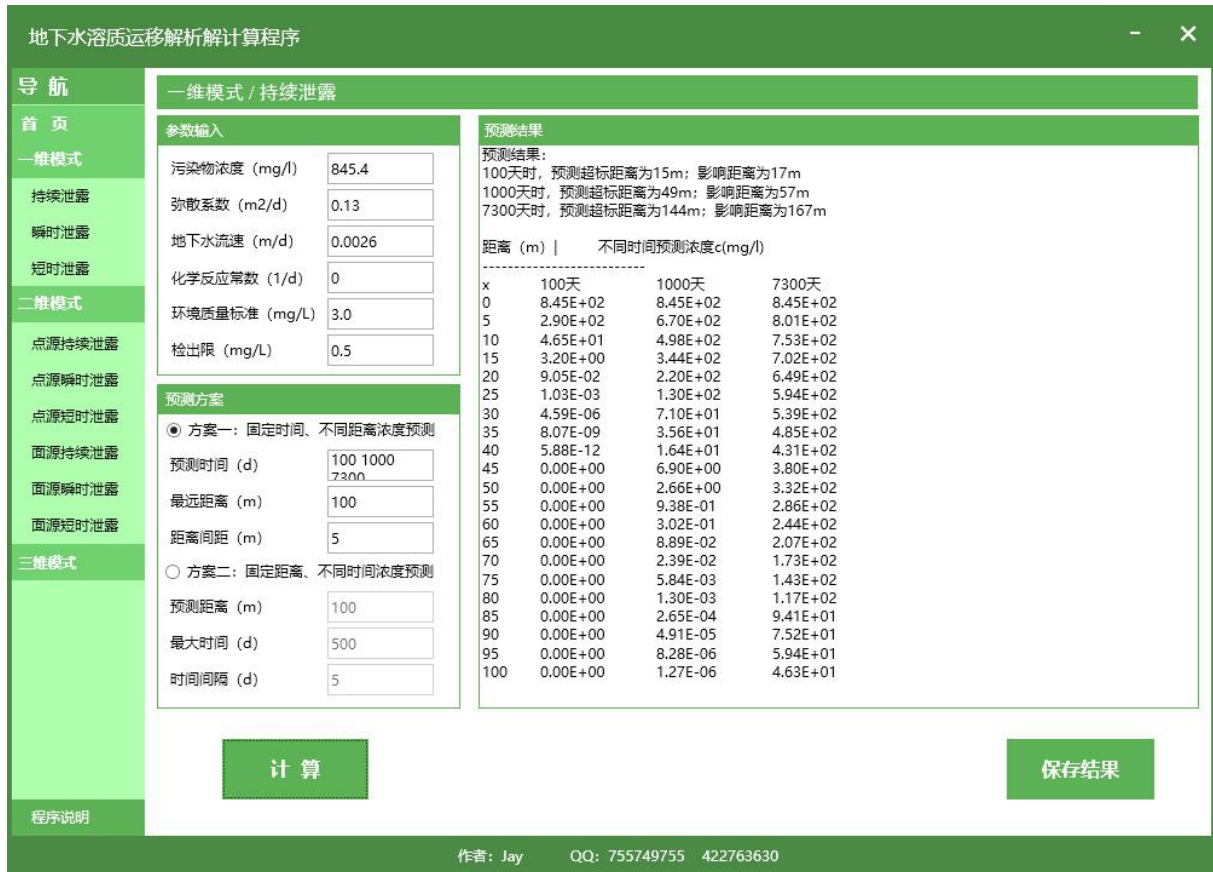 地下水溶质运移解析解计算程序
导 航
首 页
一维模式
持续泄露
瞬时泄露
短时泄露
二维模式
点源持续泄露
点源瞬时泄露
点源短时泄露
面源持续泄露
面源瞬时泄露
面源短时泄露
三维模式
程序说明
一维模式 / 持续泄露
参数输入
污染物浓度（mg/l） 845.4
弥散系数（m2/d） 0.13
地下水流速（m/d） 0.0026
化学反应常数（1/d） 0
环境质量标准（mg/L） 3.0
检出限（mg/L） 0.5
预测方案
方案一：固定时间、不同距离浓度预测
预测时间（d） 100 1000
7300
最远距离（m） 100
距离间距（m） 5
方案二：固定距离、不同时间浓度预测
预测距离（m） 100
最大时间（d） 500
时间间隔（d） 5
预测结果
预测结果：
100天时，预测超标距离为15m；影响距离为17m
1000天时，预测超标距离为49m；影响距离为57m
7300天时，预测超标距离为144m；影响距离为167m
距离（m）| 不同时间预测浓度c(mg/l)
--------------------------
x 100天 1000天 7300天
0 8.45E+02 8.45E+02 8.45E+02
5 2.90E+02 6.70E+02 8.01E+02
10 4.65E+01 4.98E+02 7.53E+02
15 3.20E+00 3.44E+02 7.02E+02
20 9.05E-02 2.20E+02 6.49E+02
25 1.03E-03 1.30E+02 5.94E+02
30 4.59E-06 7.10E+01 5.39E+02
35 8.07E-09 3.56E+01 4.85E+02
40 5.88E-12 1.64E+01 4.31E+02
45 0.00E+00 6.90E+00 3.80E+02
50 0.00E+00 2.66E+00 3.32E+02
55 0.00E+00 9.38E-01 2.86E+02
60 0.00E+00 3.02E-01 2.44E+02
65 0.00E+00 8.89E-02 2.07E+02
70 0.00E+00 2.39E-02 1.73E+02
75 0.00E+00 5.84E-03 1.43E+02
80 0.00E+00 1.30E-03 1.17E+02
85 0.00E+00 2.65E-04 9.41E+01
90 0.00E+00 4.91E-05 7.52E+01
95 0.00E+00 8.28E-06 5.94E+01
100 0.00E+00 1.27E-06 4.63E+01
计 算
保存结果
作者：Jay QQ：755749755 422763630